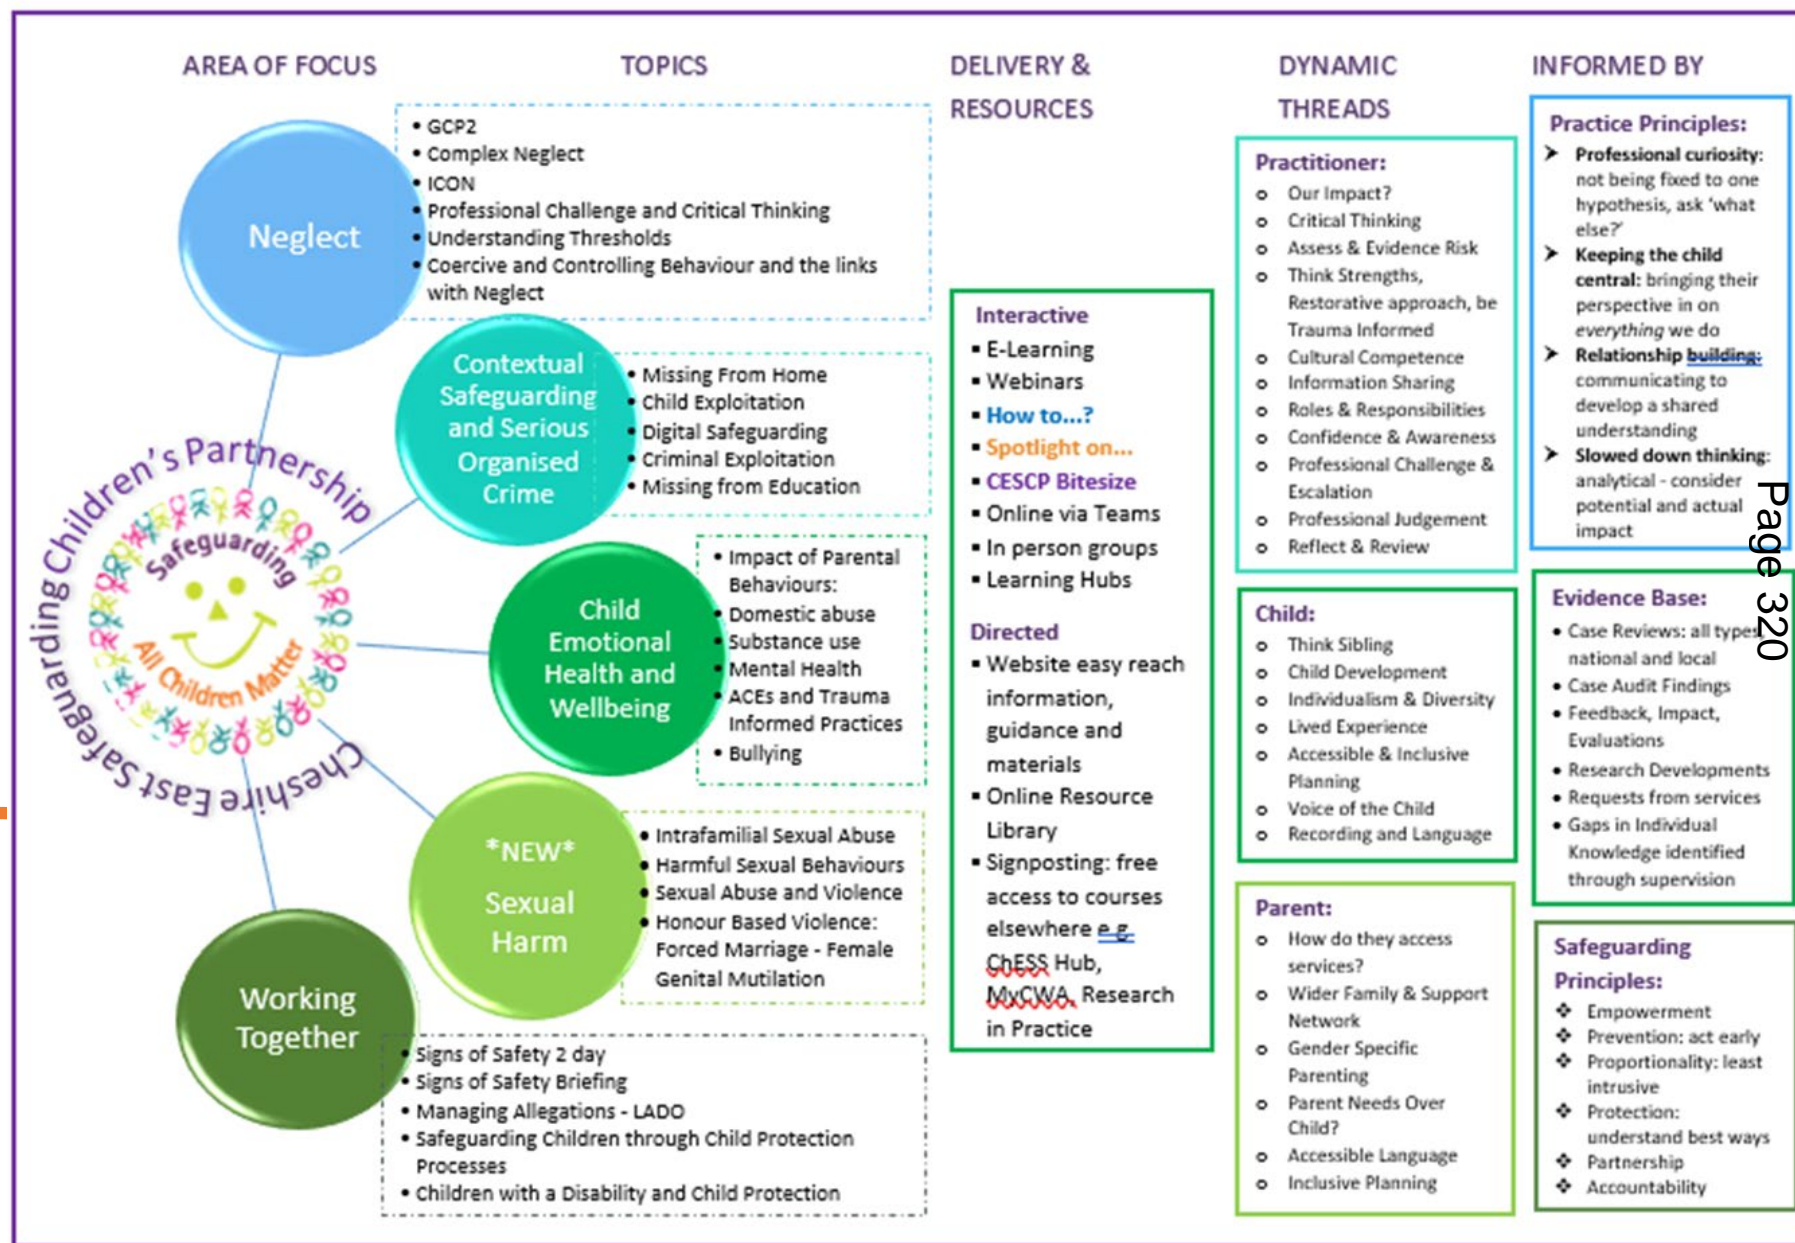 AREA OF FOCUS
TOPICS
DELIVERY &
RESOURCES
DYNAMIC
THREADS
INFORMED BY
Cheshire East Safeguarding Children's Partnership
Safeguarding
All Children Matter
Neglect
• GCP2
• Complex Neglect
• ICON
• Professional Challenge and Critical Thinking
• Understanding Thresholds
• Coercive and Controlling Behaviour and the links
with Neglect
Contextual
Safeguarding
and Serious
Organised
Crime
• Missing From Home
• Child Exploitation
• Digital Safeguarding
• Criminal Exploitation
• Missing from Education
Child
Emotional
Health and
Wellbeing
• Impact of Parental
Behaviours:
• Domestic abuse
• Substance use
• Mental Health
• ACEs and Trauma
Informed Practices
• Bullying
*NEW*
Sexual
Harm
• Intrafamilial Sexual Abuse
• Harmful Sexual Behaviours
• Sexual Abuse and Violence
• Honour Based Violence:
Forced Marriage - Female
Genital Mutilation
Working
Together
• Signs of Safety 2 day
• Signs of Safety Briefing
• Managing Allegations - LADO
• Safeguarding Children through Child Protection
Processes
• Children with a Disability and Child Protection
Interactive
▪ E-Learning
▪ Webinars
▪ How to...?
▪ Spotlight on...
▪ CESCP Bitesize
▪ Online via Teams
▪ In person groups
▪ Learning Hubs
Directed
▪ Website easy reach
information,
guidance and
materials
▪ Online Resource
Library
▪ Signposting: free
access to courses
elsewhere e.g.
ChESS Hub,
MyCWA, Research
in Practice
Practitioner:
o Our Impact?
o Critical Thinking
o Assess & Evidence Risk
o Think Strengths,
Restorative approach, be
Trauma Informed
o Cultural Competence
o Information Sharing
o Roles & Responsibilities
o Confidence & Awareness
o Professional Challenge &
Escalation
o Professional Judgement
o Reflect & Review
Child:
o Think Sibling
o Child Development
o Individualism & Diversity
o Lived Experience
o Accessible & Inclusive
Planning
o Voice of the Child
o Recording and Language
Parent:
o How do they access
services?
o Wider Family & Support
Network
o Gender Specific
Parenting
o Parent Needs Over
Child?
o Accessible Language
o Inclusive Planning
Practice Principles:
➤ Professional curiosity:
not being fixed to one
hypothesis, ask 'what
else?'
➤ Keeping the child
central: bringing their
perspective in on
everything we do
➤ Relationship building:
communicating to
develop a shared
understanding
➤ Slowed down thinking:
analytical - consider
potential and actual
impact
Evidence Base:
• Case Reviews: all types,
national and local
• Case Audit Findings
• Feedback, Impact,
Evaluations
• Research Developments
• Requests from services
• Gaps in Individual
Knowledge identified
through supervision
Safeguarding
Principles:
❖ Empowerment
❖ Prevention: act early
❖ Proportionality: least
intrusive
❖ Protection:
understand best ways
❖ Partnership
❖ Accountability
Page 320